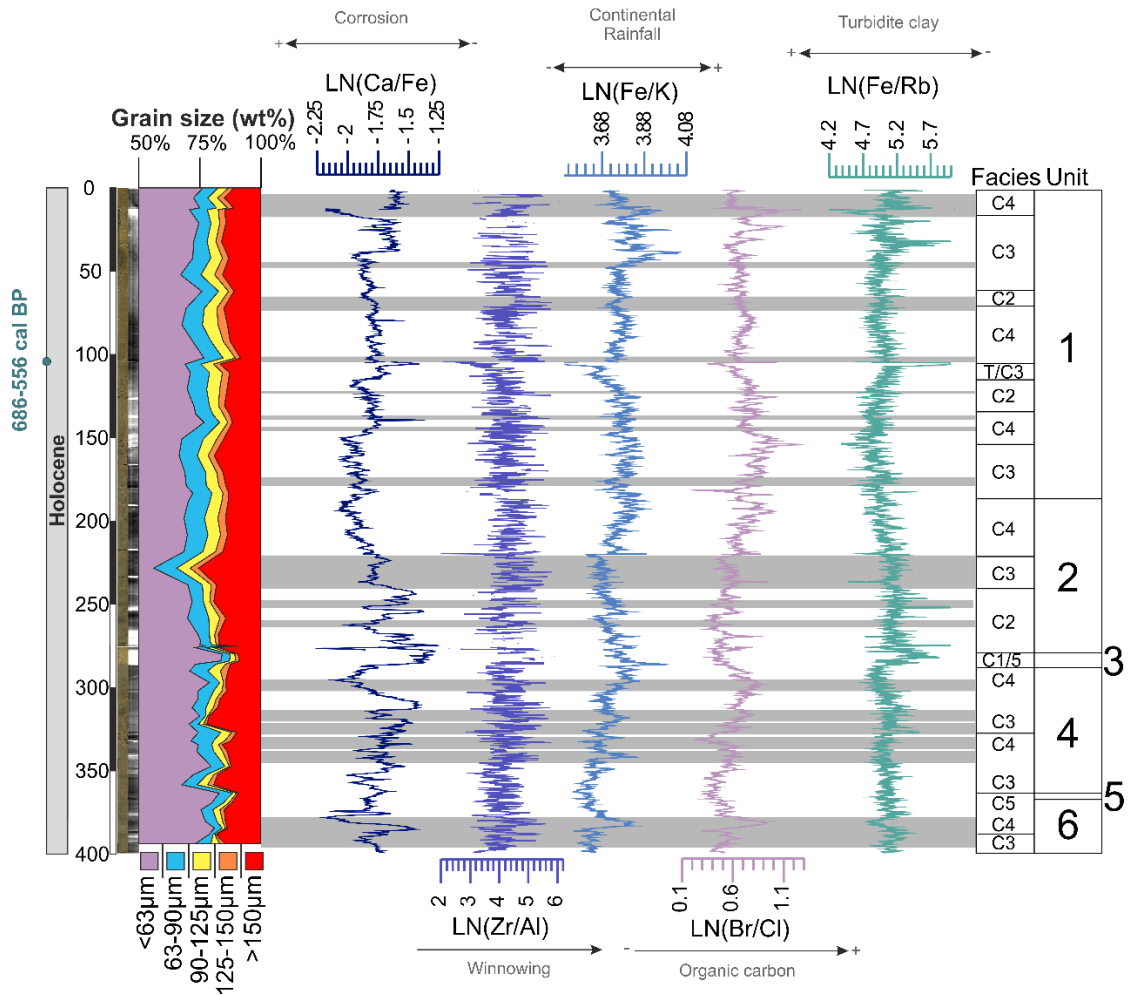 Corrosion
+ -
LN(Ca/Fe)
-2.25
-2
-1.75
-1.5
-1.25
Continental
Rainfall
- +
LN(Fe/K)
3.68
3.88
4.08
Turbidite clay
+ -
LN(Fe/Rb)
4.2
4.7
5.2
5.7
Grain size (wt%)
50% 75% 100%
Facies Unit
686-556 cal BP
Holocene
0
50
100
150
200
250
300
350
400
C4
C3
C2
C4
T/C3
C2
C4
C3
C4
C3
C2
C1/5
C4
C3
C4
C3
C5
C4
C3
1
2
3
4
5
6
<63µm
63-90µm
90-125µm
125-150µm
>150µm
2 3 4 5 6
LN(Zr/Al)
Winnowing
0.1
0.6
1.1
LN(Br/Cl)
- +
Organic carbon